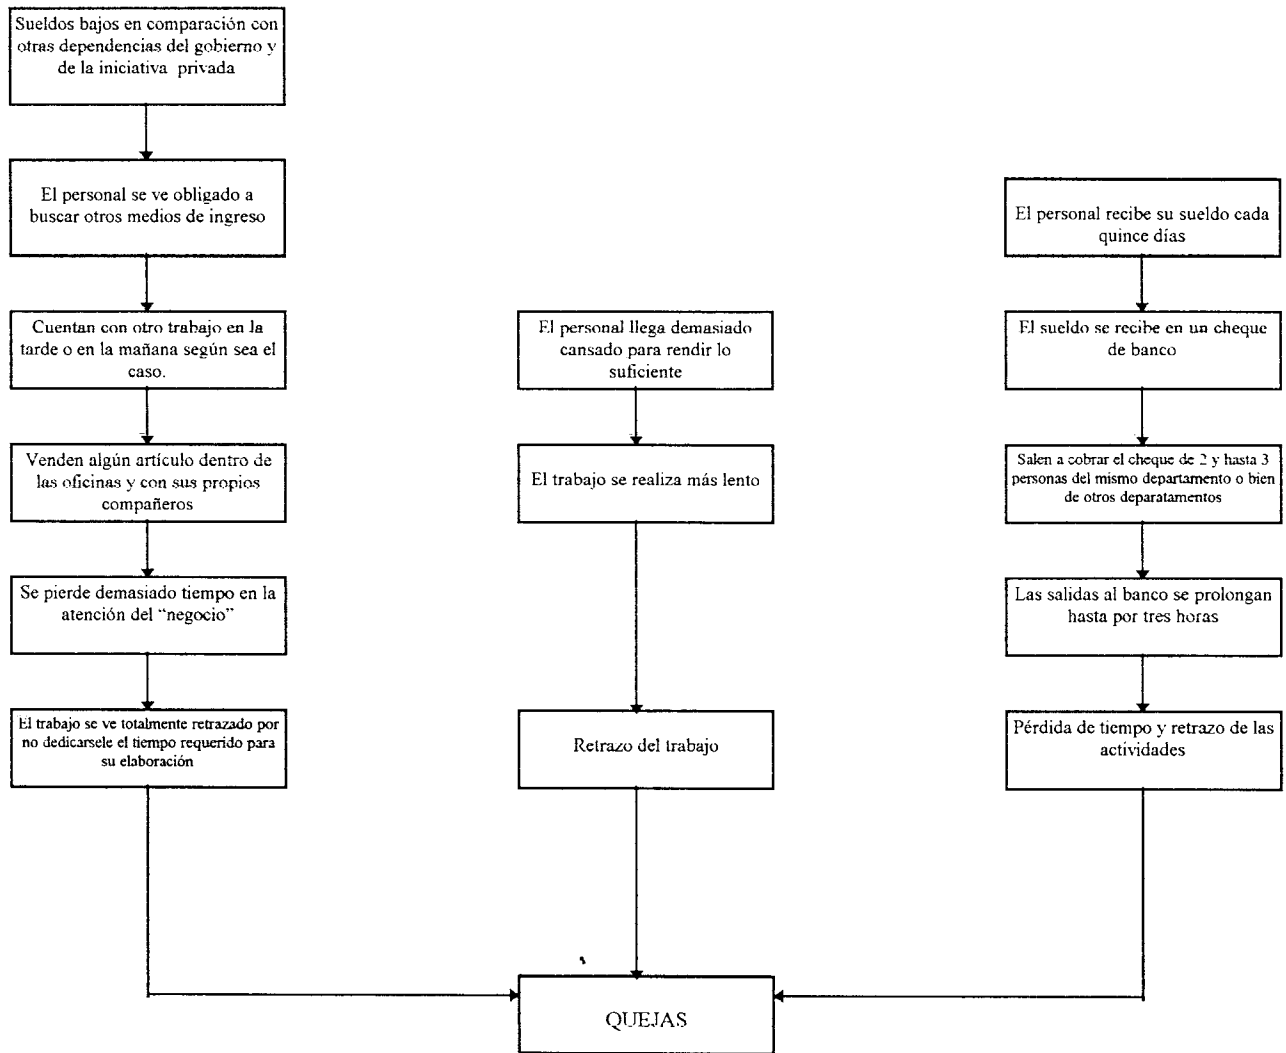 Sueldos bajos en comparación con
otras dependencias del gobierno y
de la iniciativa privada
El personal se ve obligado a
buscar otros medios de ingreso
Cuentan con otro trabajo en la
tarde o en la mañana según sea el
caso.
Venden algún artículo dentro de
las oficinas y con sus propios
compañeros
Se pierde demasiado tiempo en la
atención del “negocio”
El trabajo se ve totalmente retrazado por
no dedicarsele el tiempo requerido para
su elaboración
El personal llega demasiado
cansado para rendir lo
suficiente
El trabajo se realiza más lento
Retrazo del trabajo
El personal recibe su sueldo cada
quince días
El sueldo se recibe en un cheque
de banco
Salen a cobrar el cheque de 2 y hasta 3
personas del mismo departamento o bien
de otros deparatamentos
Las salidas al banco se prolongan
hasta por tres horas
Pérdida de tiempo y retrazo de las
actividades
QUEJAS